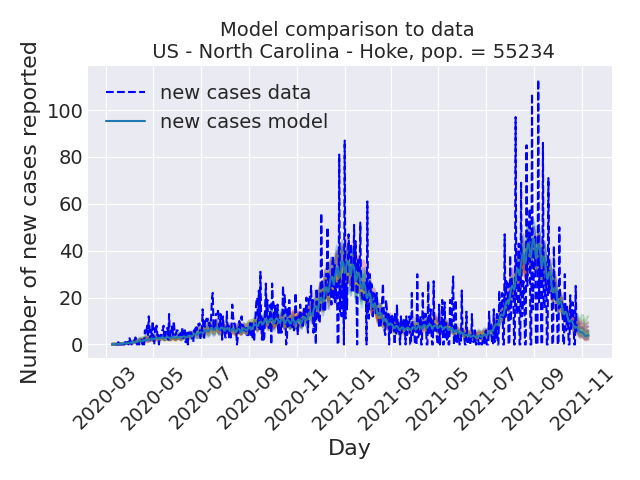 Model comparison to data
US - North Carolina - Hoke, pop. = 55234
Number of new cases reported
100
80
60
40
20
0
new cases data
new cases model
2020-03
2020-05
2020-07
2020-09
2020-11
2021-01
2021-03
2021-05
2021-07
2021-09
2021-11
Day